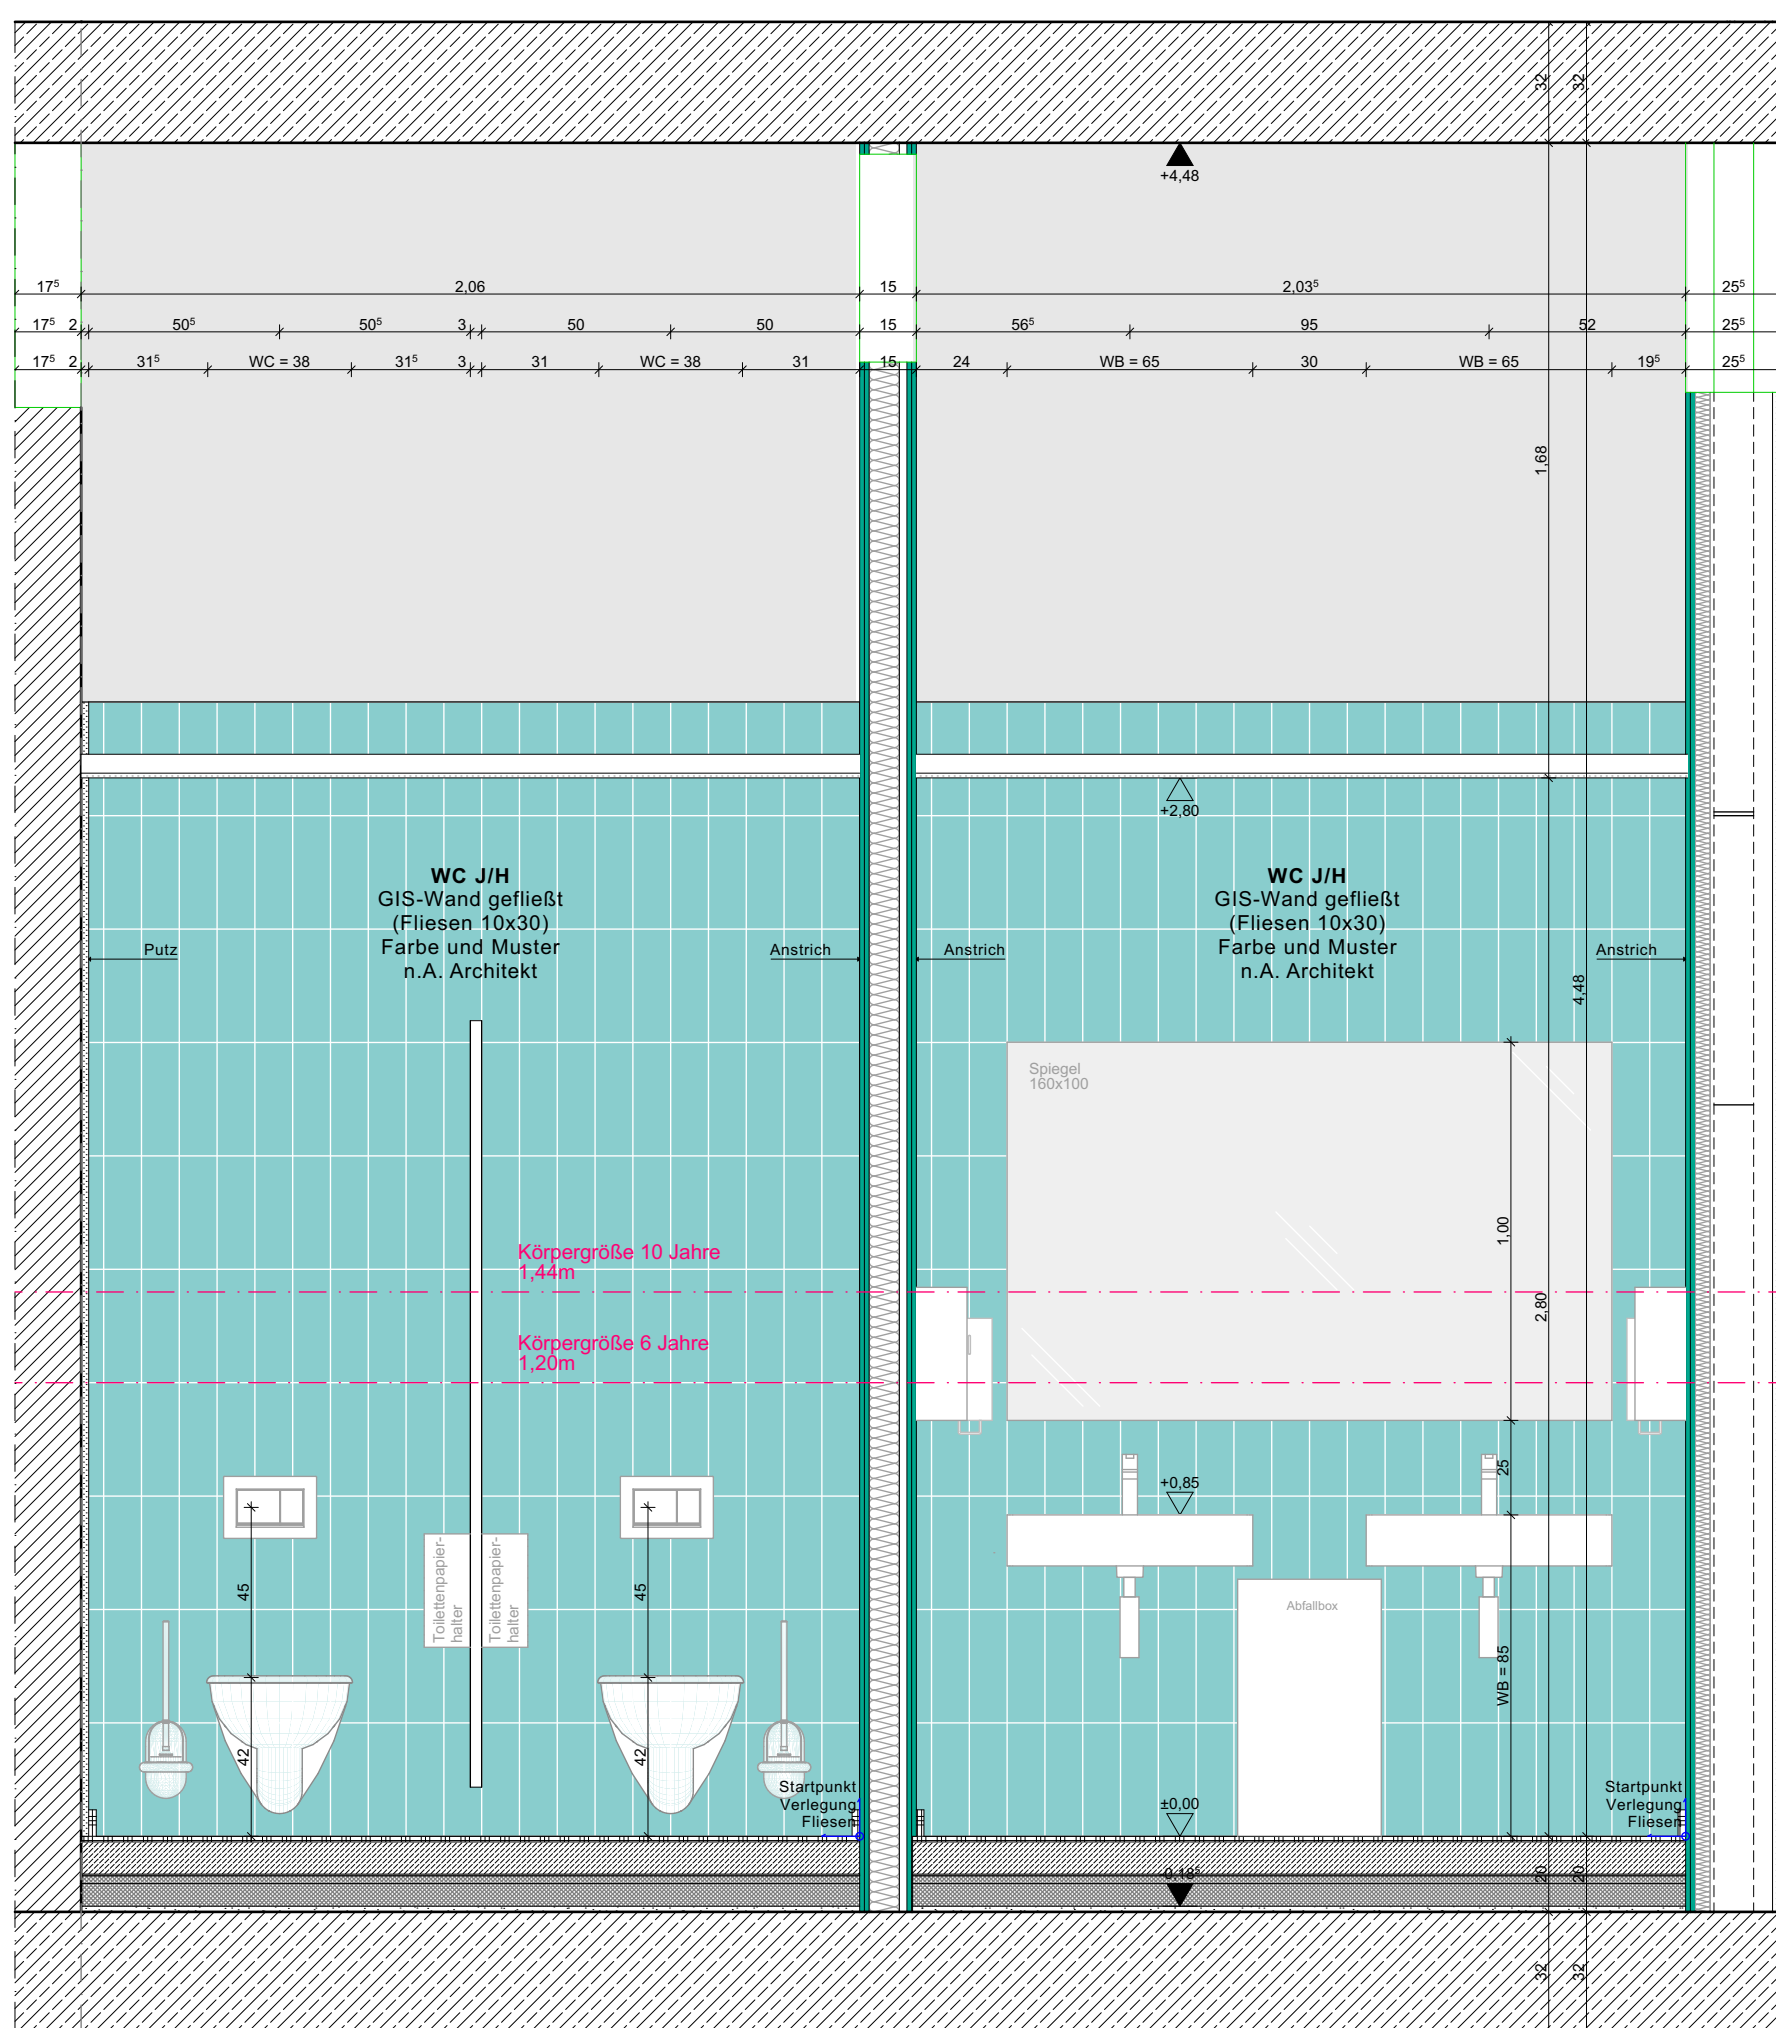 32
32
+4,48
17⁵
2,06
15
2,03⁵
25⁵
17⁵
2
50⁵
50⁵
3
50
50
15
56⁵
95
52
25⁵
17⁵
2
31⁵
WC = 38
31⁵
3
31
WC = 38
31
15
24
WB = 65
30
WB = 65
19⁵
25⁵
1,68
+2,80
WC J/H
GIS-Wand gefließt
(Fliesen 10x30)
Farbe und Muster
n.A. Architekt
Putz
Anstrich
WC J/H
GIS-Wand gefließt
(Fliesen 10x30)
Farbe und Muster
n.A. Architekt
Anstrich
Anstrich
4,48
Spiegel
160x100
1,00
Körpergröße 10 Jahre
1,44m
2,80
Körpergröße 6 Jahre
1,20m
25
+0,85
45
Toilettenpapier-
halter
Toilettenpapier-
halter
45
Abfallbox
WB = 85
42
42
Startpunkt
Verlegung
Fliesen
±0,00
Startpunkt
Verlegung
Fliesen
-0,18⁵
20
20
32
32